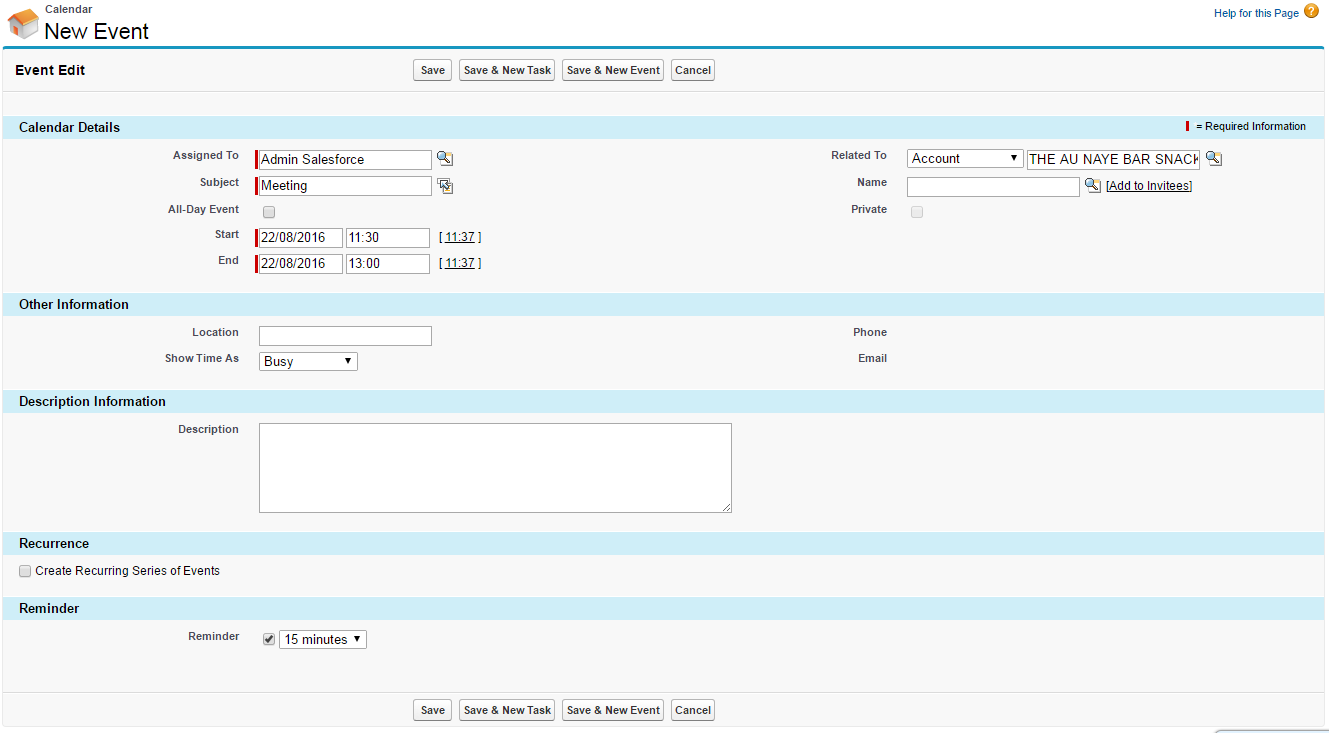 Calendar
New Event
Help for this Page ?
Event Edit
Save Save & New Task Save & New Event Cancel
Calendar Details
= Required Information
Assigned To Admin Salesforce
Related To Account THE AU NAYE BAR SNACK
Subject Meeting
Name [Add to Invitees]
All-Day Event
Private
Start 22/08/2016 11:30 [ 11:37 ]
End 22/08/2016 13:00 [ 11:37 ]
Other Information
Location
Phone
Show Time As Busy
Email
Description Information
Description
Recurrence
Create Recurring Series of Events
Reminder
Reminder 15 minutes
Save Save & New Task Save & New Event Cancel